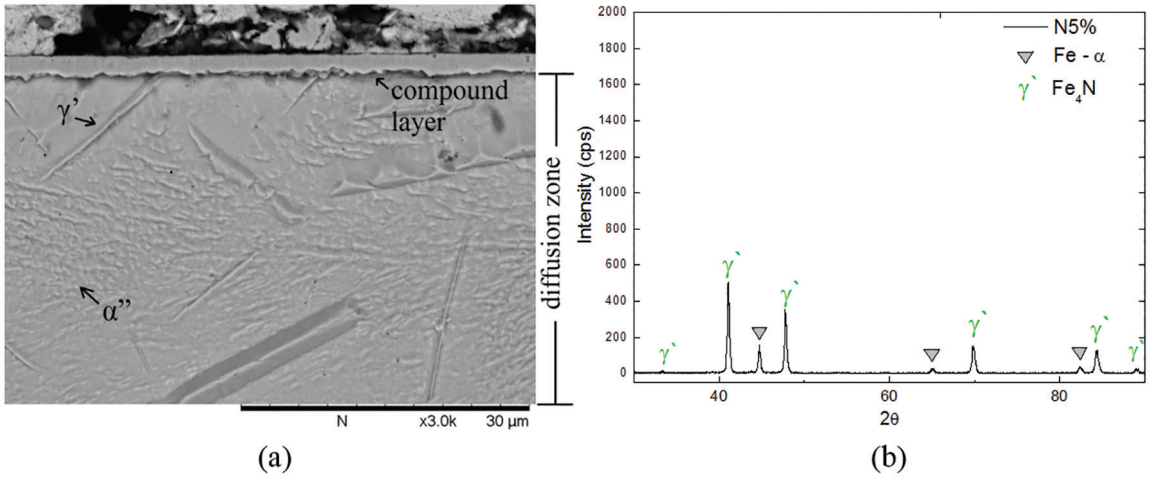 compound
layer
γ’
α’’
diffusion zone
N x3.0k 30 µm
(a)
2000
1800
1600
1400
1200
1000
800
600
400
200
0
Intensity (cps)
N5%
Fe - α
γ` Fe₄N
γ`
γ`
γ`
γ`
γ`
γ`
40
60
80
2θ
(b)